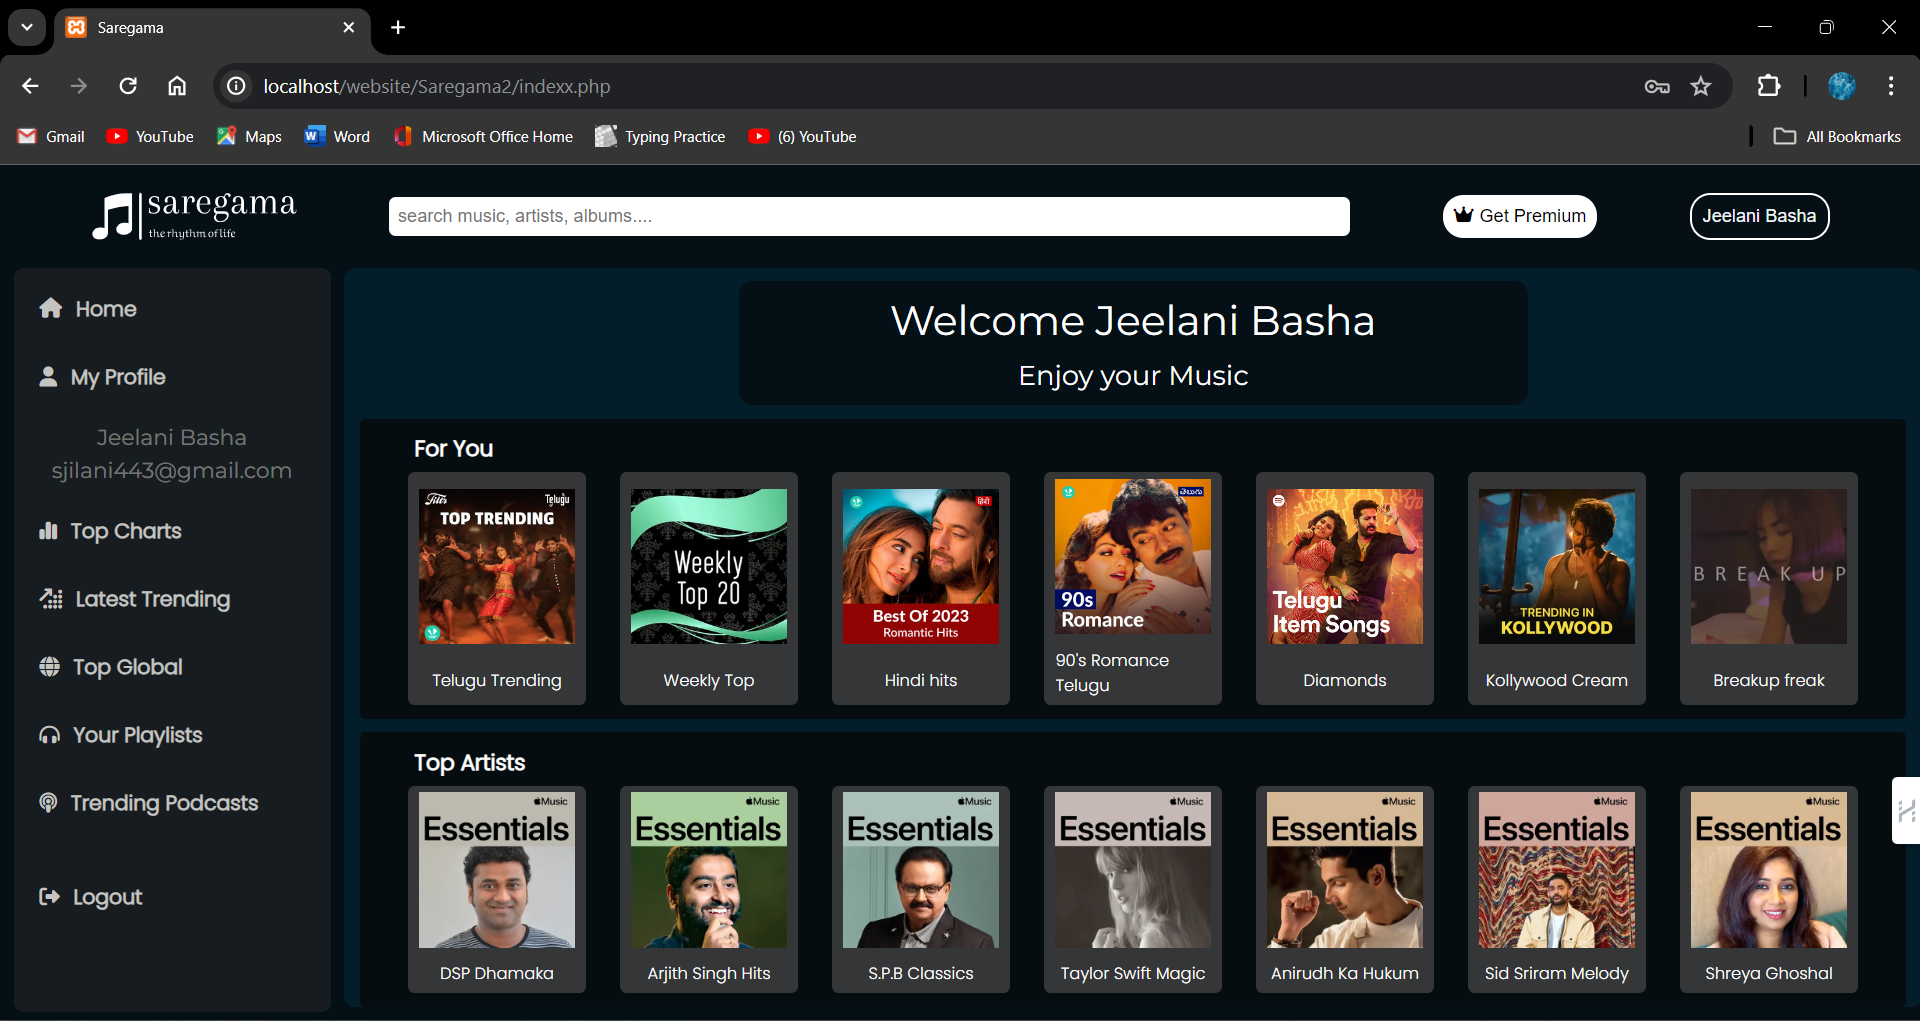 Saregama
localhost/website/Saregama2/indexx.php
Gmail
YouTube
Maps
Word
Microsoft Office Home
Typing Practice
(6) YouTube
All Bookmarks
saregama
the rhythm of life
search music, artists, albums....
Get Premium
Jeelani Basha
Home
My Profile
Jeelani Basha
sjilani443@gmail.com
Top Charts
Latest Trending
Top Global
Your Playlists
Trending Podcasts
Logout
Welcome Jeelani Basha
Enjoy your Music
For You
Telugu
TOP TRENDING
Telugu Trending
Weekly
Top 20
Weekly Top
हिंदी
Best Of 2023
Romantic Hits
Hindi hits
తెలుగు
90s
Romance
90's Romance
Telugu
Telugu
Item Songs
Diamonds
TRENDING IN
KOLLYWOOD
Kollywood Cream
BREAK UP
Breakup freak
Top Artists
Music
Essentials
DSP Dhamaka
Music
Essentials
Arjith Singh Hits
Music
Essentials
S.P.B Classics
Music
Essentials
Taylor Swift Magic
Music
Essentials
Anirudh Ka Hukum
Music
Essentials
Sid Sriram Melody
Music
Essentials
Shreya Ghoshal